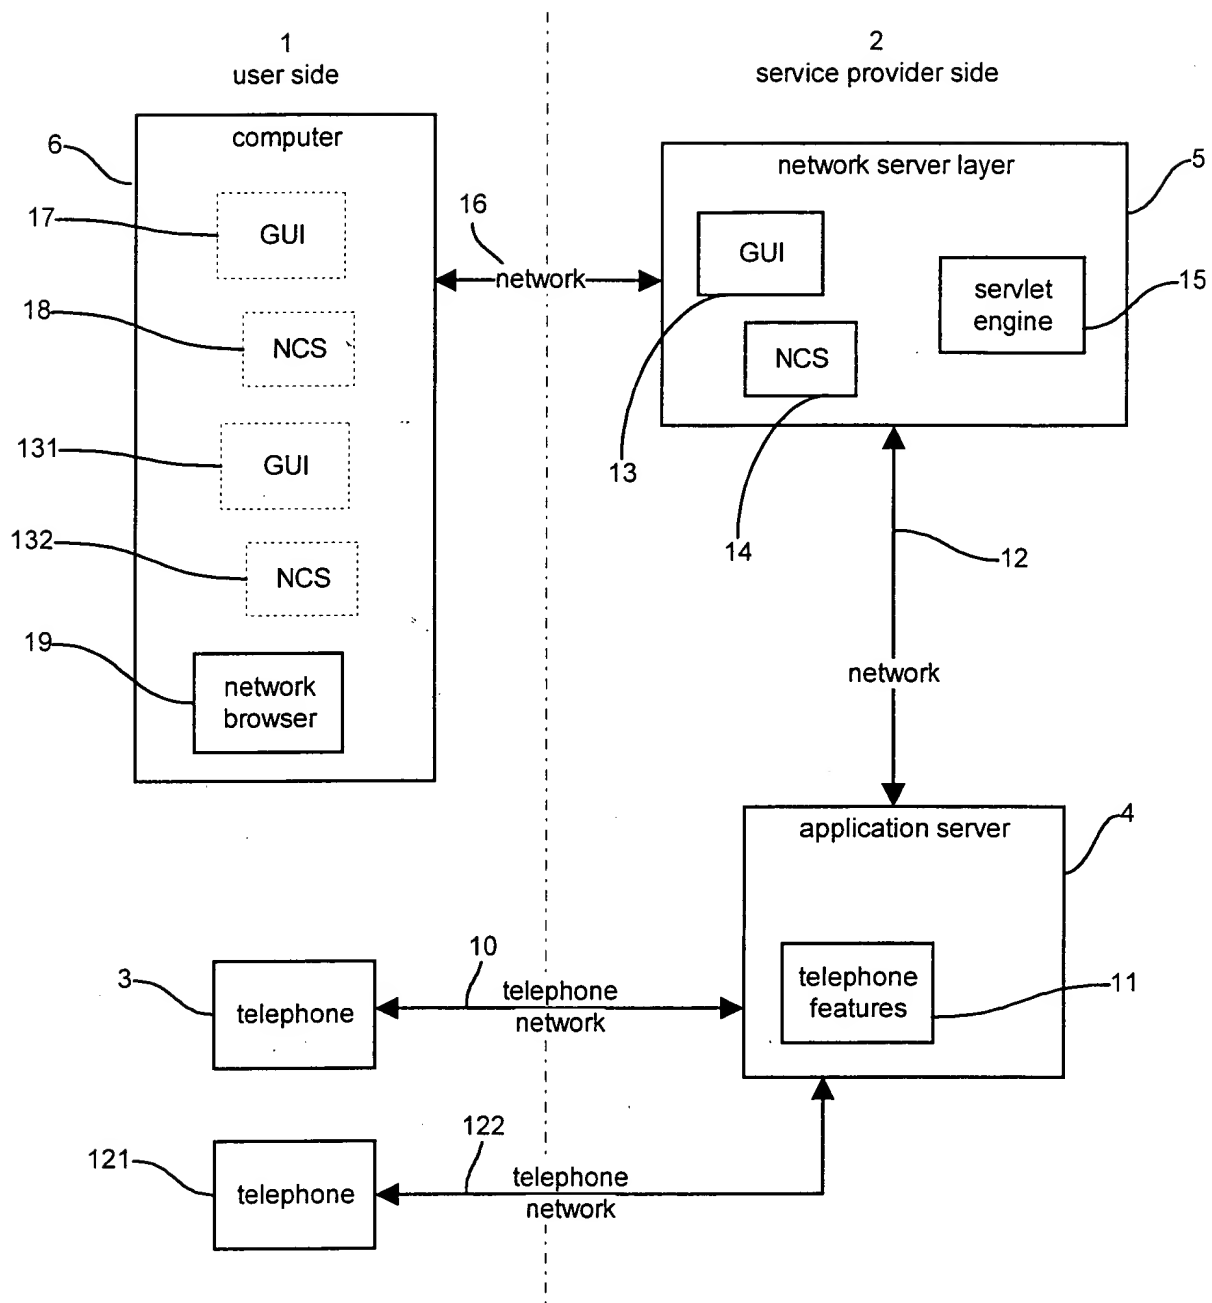 1
user side
2
service provider side
6
computer
17
GUI
18
NCS
131
GUI
132
NCS
19
network
browser
16
network
network server layer
5
GUI
servlet
engine
15
NCS
13
14
12
network
application server
4
telephone
features
11
3
telephone
10
telephone
network
121
telephone
122
telephone
network